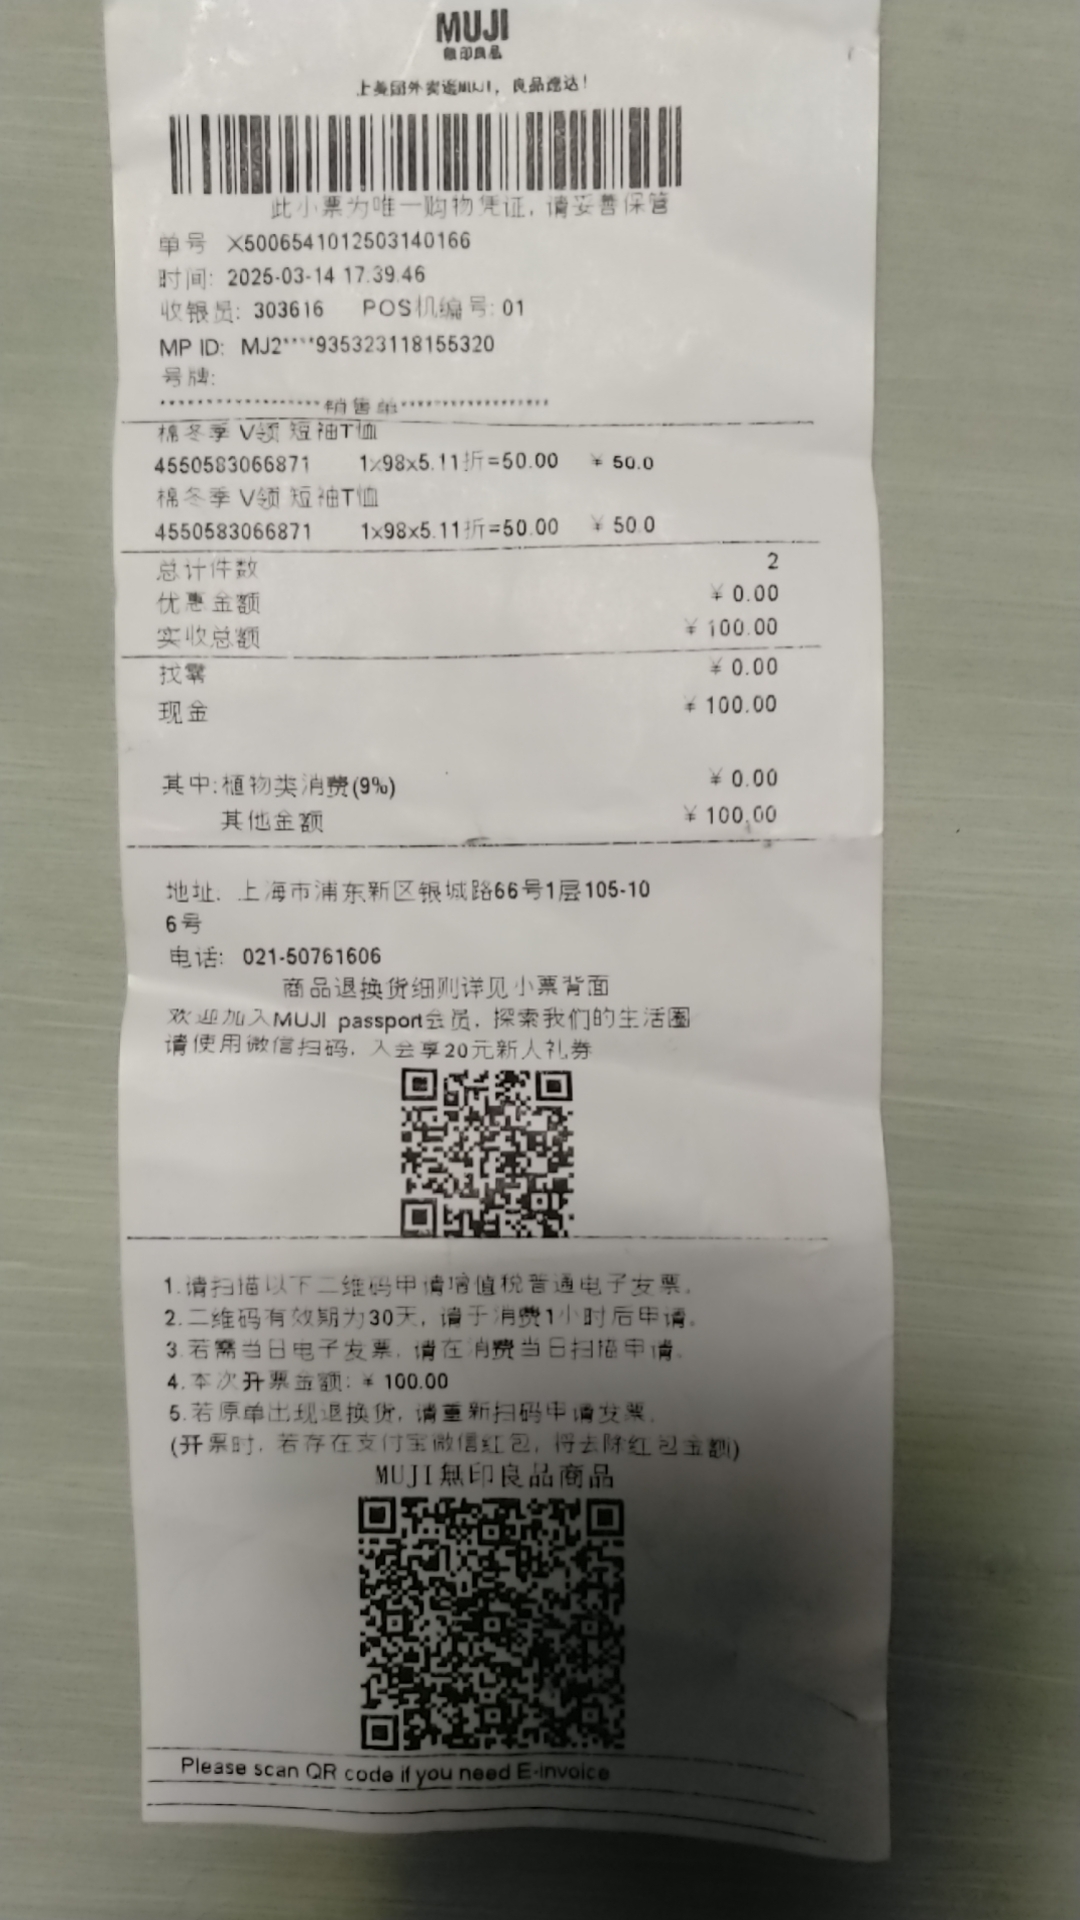 MUJI
無印良品
上美团外卖逛MUJI，良品速达！
此小票为唯一购物凭证, 请妥善保管
单号 X5006541012503140166
时间: 2025-03-14 17.39.46
收银员: 303616 POS机编号: 01
MP ID: MJ2****935323118155320
号牌:
销售单
棉冬季 V领 短袖T恤
4550583066871 1x98x5.11折=50.00 ¥ 50.0
棉冬季 V领 短袖T恤
4550583066871 1x98x5.11折=50.00 ¥ 50.0
总计件数 2
优惠金额 ¥ 0.00
实收总额 ¥ 100.00
找零 ¥ 0.00
现金 ¥ 100.00
其中:植物类消费(9%) ¥ 0.00
其他金额 ¥ 100.00
地址: 上海市浦东新区银城路66号1层105-10
6号
电话: 021-50761606
商品退换货细则详见小票背面
欢迎加入MUJI passport会员, 探索我们的生活圈
请使用微信扫码, 入会享20元新人礼券
1.请扫描以下二维码申请增值税普通电子发票。
2.二维码有效期为30天, 请于消费1小时后申请。
3.若需当日电子发票, 请在消费当日扫描申请。
4.本次开票金额: ¥ 100.00
5.若原单出现退换货, 请重新扫码申请发票。
(开票时, 若存在支付宝微信红包, 得去除红包金额)
MUJI無印良品商品
Please scan QR code if you need E-invoice